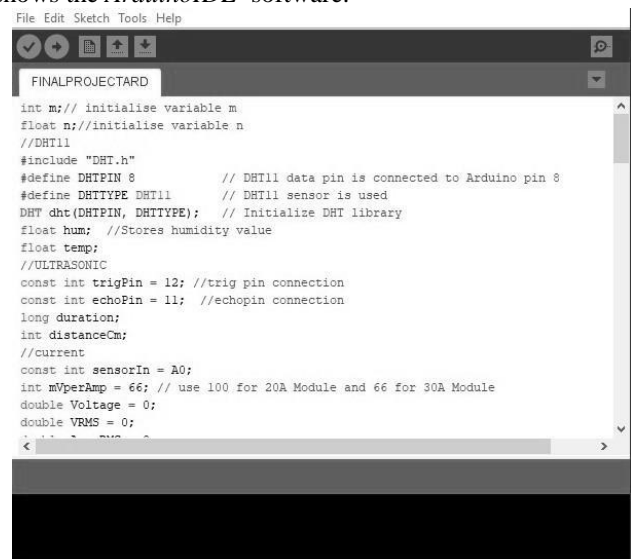 shows the ArduinoIDE software.
File Edit Sketch Tools Help
FINALPROJECTARD
int m;// initialise variable m
float n;//initialise variable n
//DHT11
#include "DHT.h"
#define DHTPIN 8 // DHT11 data pin is connected to Arduino pin 8
#define DHTTYPE DHT11 // DHT11 sensor is used
DHT dht(DHTPIN, DHTTYPE); // Initialize DHT library
float hum; //Stores humidity value
float temp;
//ULTRASONIC
const int trigPin = 12; //trig pin connection
const int echoPin = 11; //echopin connection
long duration;
int distanceCm;
//current
const int sensorIn = A0;
int mVperAmp = 66; // use 100 for 20A Module and 66 for 30A Module
double Voltage = 0;
double VRMS = 0;